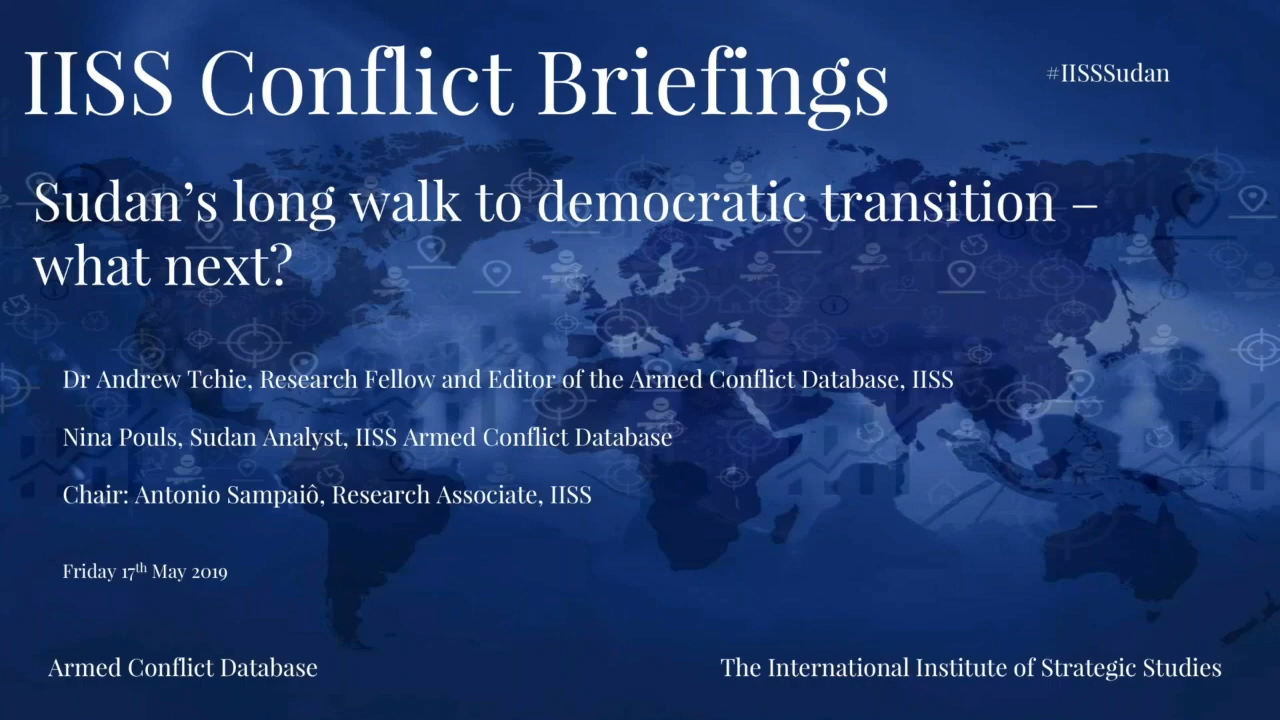 IISS Conflict Briefings
#IISSSudan
Sudan’s long walk to democratic transition –
what next?
Dr Andrew Tchie, Research Fellow and Editor of the Armed Conflict Database, IISS
Nina Pouls, Sudan Analyst, IISS Armed Conflict Database
Chair: Antonio Sampaiô, Research Associate, IISS
Friday 17th May 2019
Armed Conflict Database
The International Institute of Strategic Studies